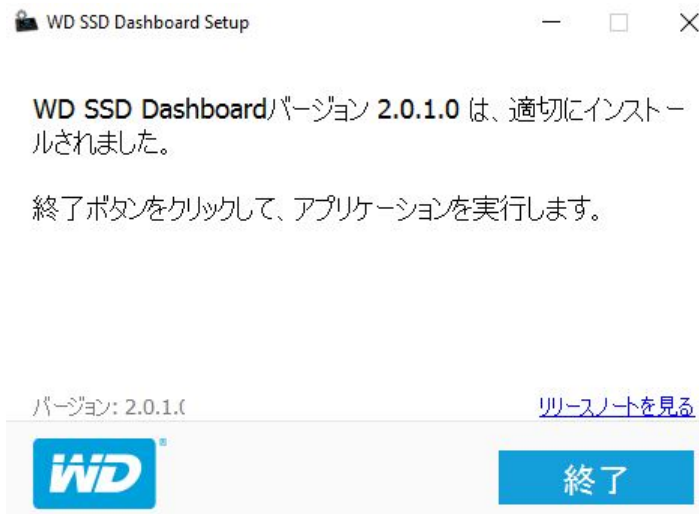 WD SSD Dashboard Setup
WD SSD Dashboardバージョン 2.0.1.0 は、適切にインストー
ルされました。
終了ボタンをクリックして、アプリケーションを実行します。
バージョン: 2.0.1.(
リリースノートを見る
WD®
終了